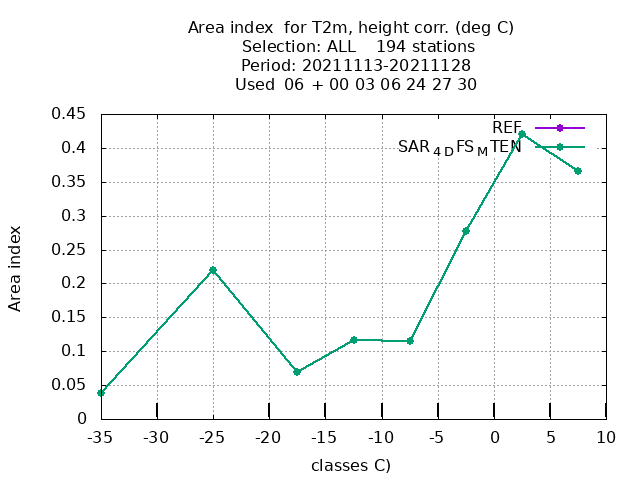 Area index  for T2m, height corr. (deg C)
Selection: ALL    194 stations
Period: 20211113-20211128
Used  06 + 00 03 06 24 27 30
REF
SAR4DFSMTEN
Area index
0.45
0.4
0.35
0.3
0.25
0.2
0.15
0.1
0.05
0
-35 -30 -25 -20 -15 -10 -5 0 5 10
classes C)